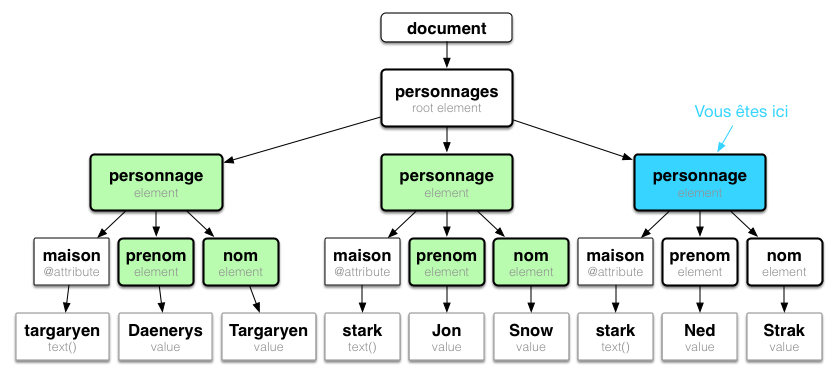 document
personnages
root element
Vous êtes ici
personnage
element
personnage
element
personnage
element
maison
@attribute
prenom
element
nom
element
maison
@attribute
prenom
element
nom
element
maison
@attribute
prenom
element
nom
element
targaryen
text()
Daenerys
value
Targaryen
value
stark
text()
Jon
value
Snow
value
stark
text()
Ned
value
Strak
value